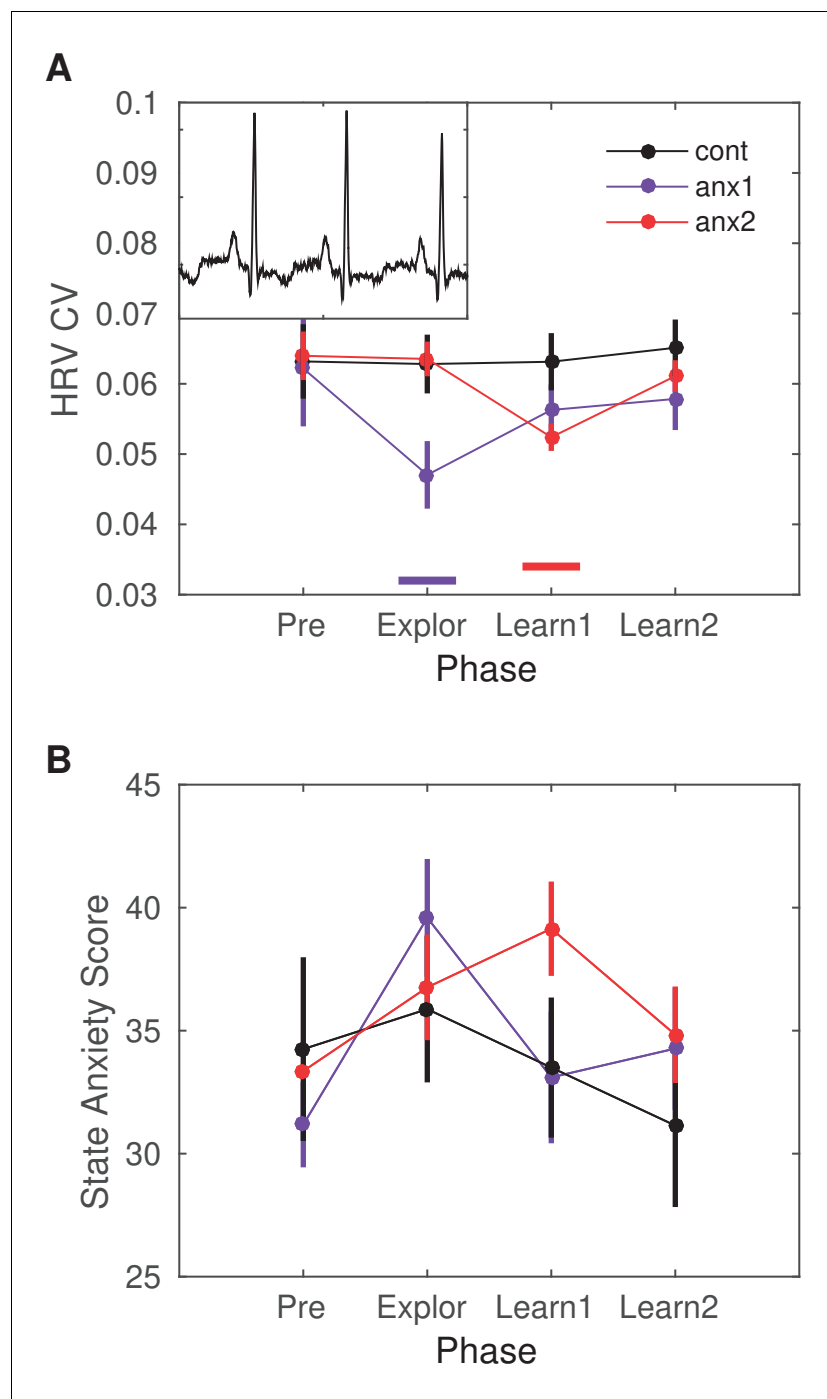 A
0.1
0.09
0.08
0.07
0.06
0.05
0.04
0.03
HRV CV
cont
anx1
anx2
Pre Explor Learn1 Learn2
Phase
B
45
40
35
30
25
State Anxiety Score
Pre Explor Learn1 Learn2
Phase